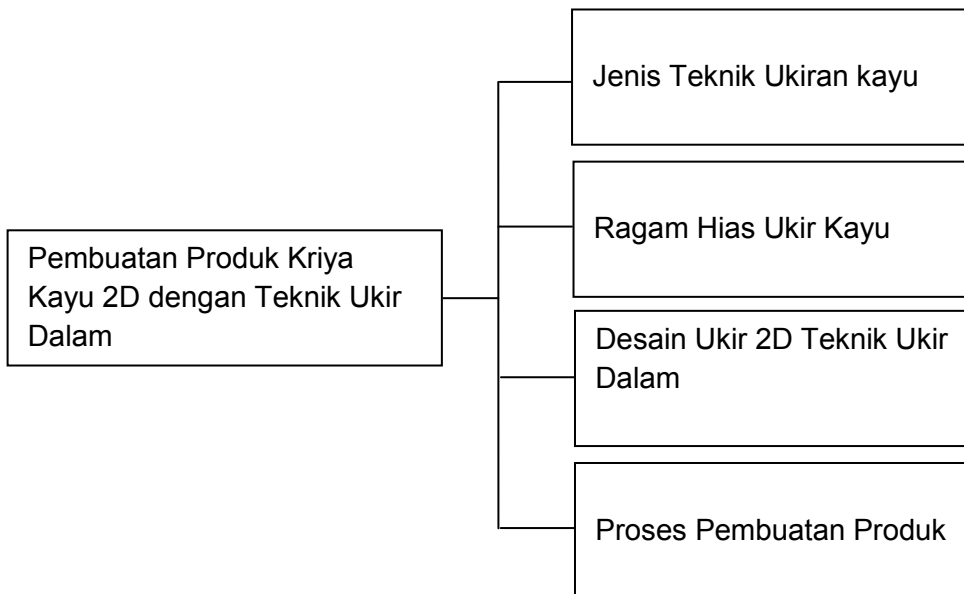 Jenis Teknik Ukiran kayu
Ragam Hias Ukir Kayu
Pembuatan Produk Kriya
Kayu 2D dengan Teknik Ukir
Dalam
Desain Ukir 2D Teknik Ukir
Dalam
Proses Pembuatan Produk